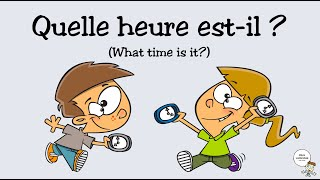 Quelle heure est-il ?
(What time is it?)